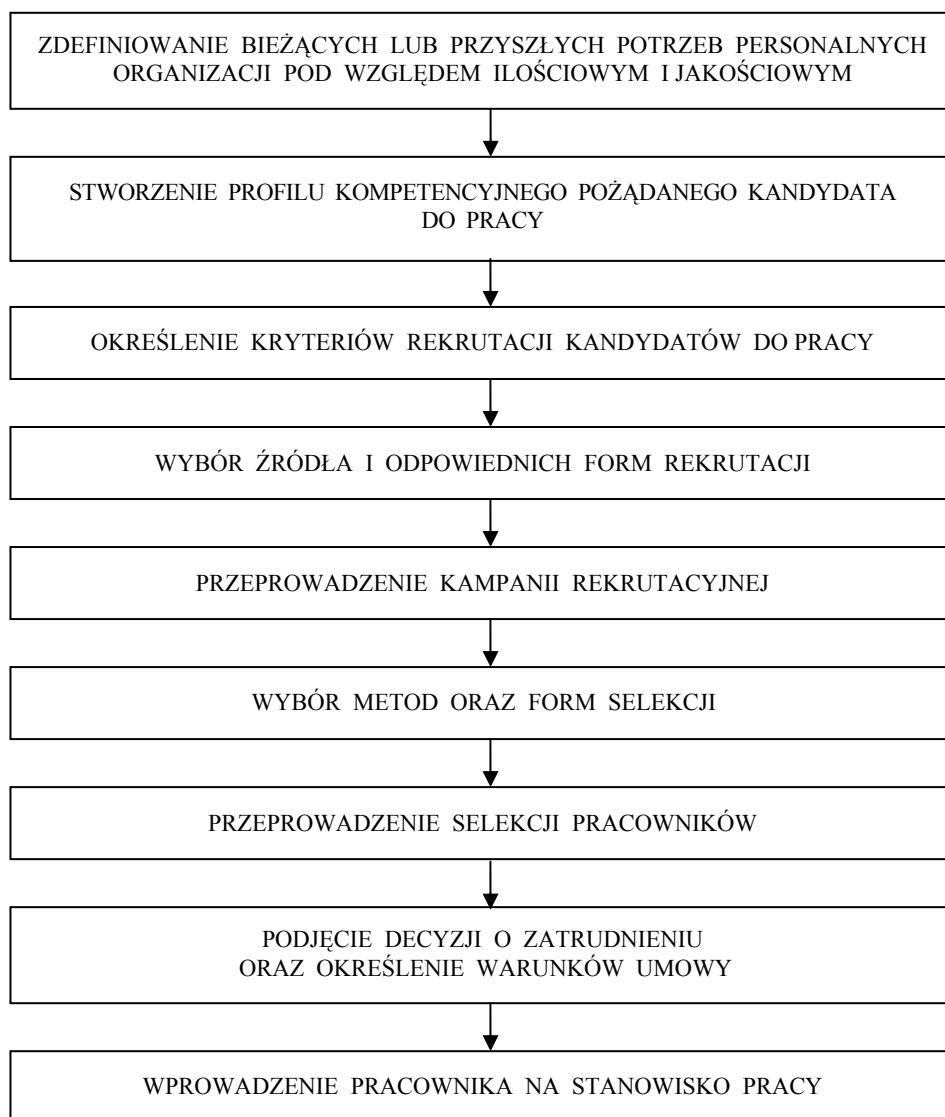 ZDEFINIOWANIE BIEŻĄCYCH LUB PRZYSZŁYCH POTRZEB PERSONALNYCH
ORGANIZACJI POD WZGLĘDEM ILOŚCIOWYM I JAKOŚCIOWYM
STWORZENIE PROFILU KOMPETENCYJNEGO POŻĄDANEGO KANDYDATA
DO PRACY
OKREŚLENIE KRYTERIÓW REKRUTACJI KANDYDATÓW DO PRACY
WYBÓR ŹRÓDŁA I ODPOWIEDNICH FORM REKRUTACJI
PRZEPROWADZENIE KAMPANII REKRUTACYJNEJ
WYBÓR METOD ORAZ FORM SELEKCJI
PRZEPROWADZENIE SELEKCJI PRACOWNIKÓW
PODJĘCIE DECYZJI O ZATRUDNIENIU
ORAZ OKREŚLENIE WARUNKÓW UMOWY
WPROWADZENIE PRACOWNIKA NA STANOWISKO PRACY